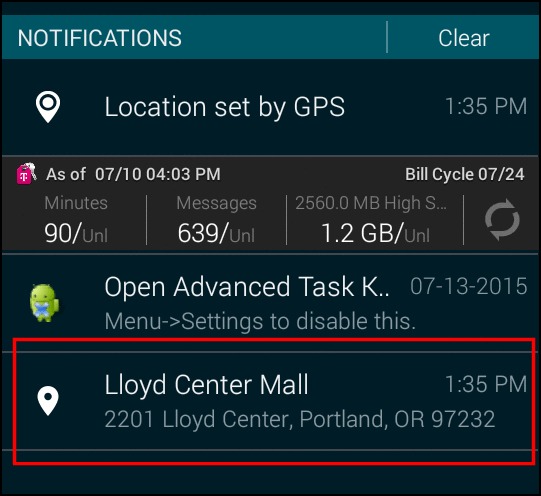 NOTIFICATIONS Clear
Location set by GPS 1:35 PM
As of 07/10 04:03 PM Bill Cycle 07/24
Minutes Messages 2560.0 MB High S...
90/Unl 639/Unl 1.2 GB/Unl
Open Advanced Task K.. 07-13-2015
Menu->Settings to disable this.
Lloyd Center Mall 1:35 PM
2201 Lloyd Center, Portland, OR 97232